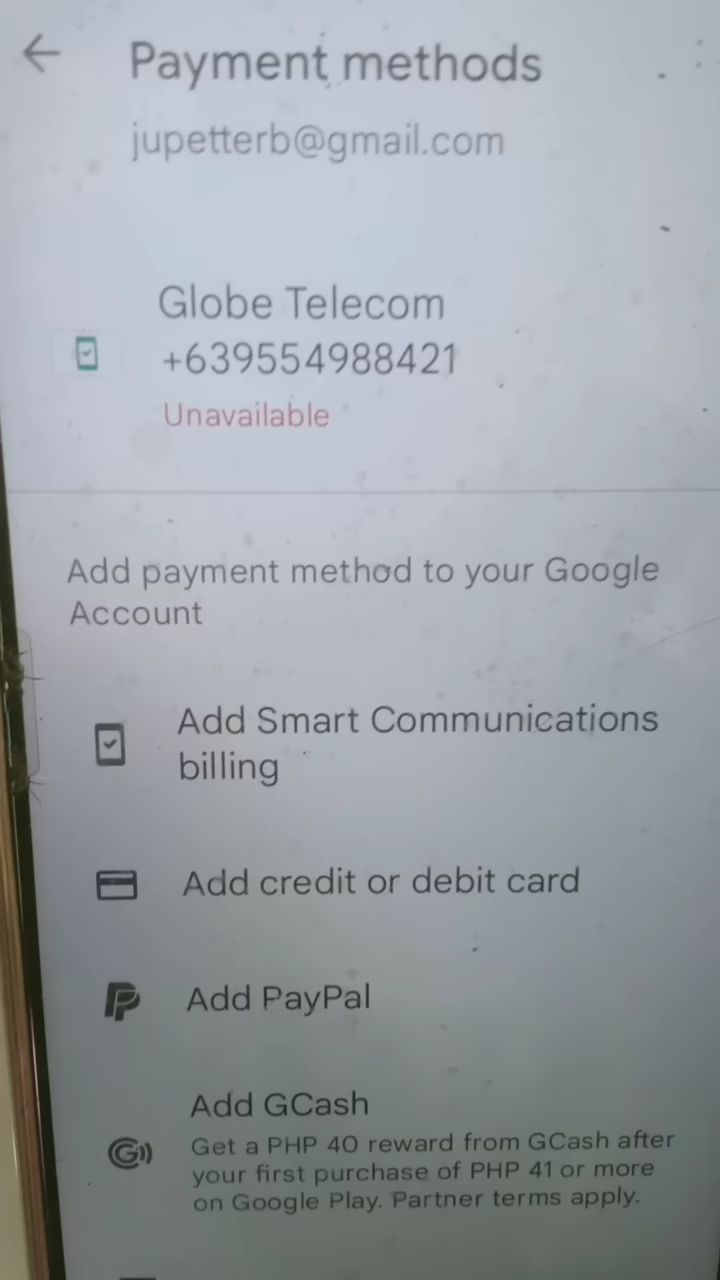 Payment methods
jupetterb@gmail.com
Globe Telecom
+639554988421
Unavailable
Add payment method to your Google
Account
Add Smart Communications
billing
Add credit or debit card
Add PayPal
Add GCash
Get a PHP 40 reward from GCash after
your first purchase of PHP 41 or more
on Google Play. Partner terms apply.